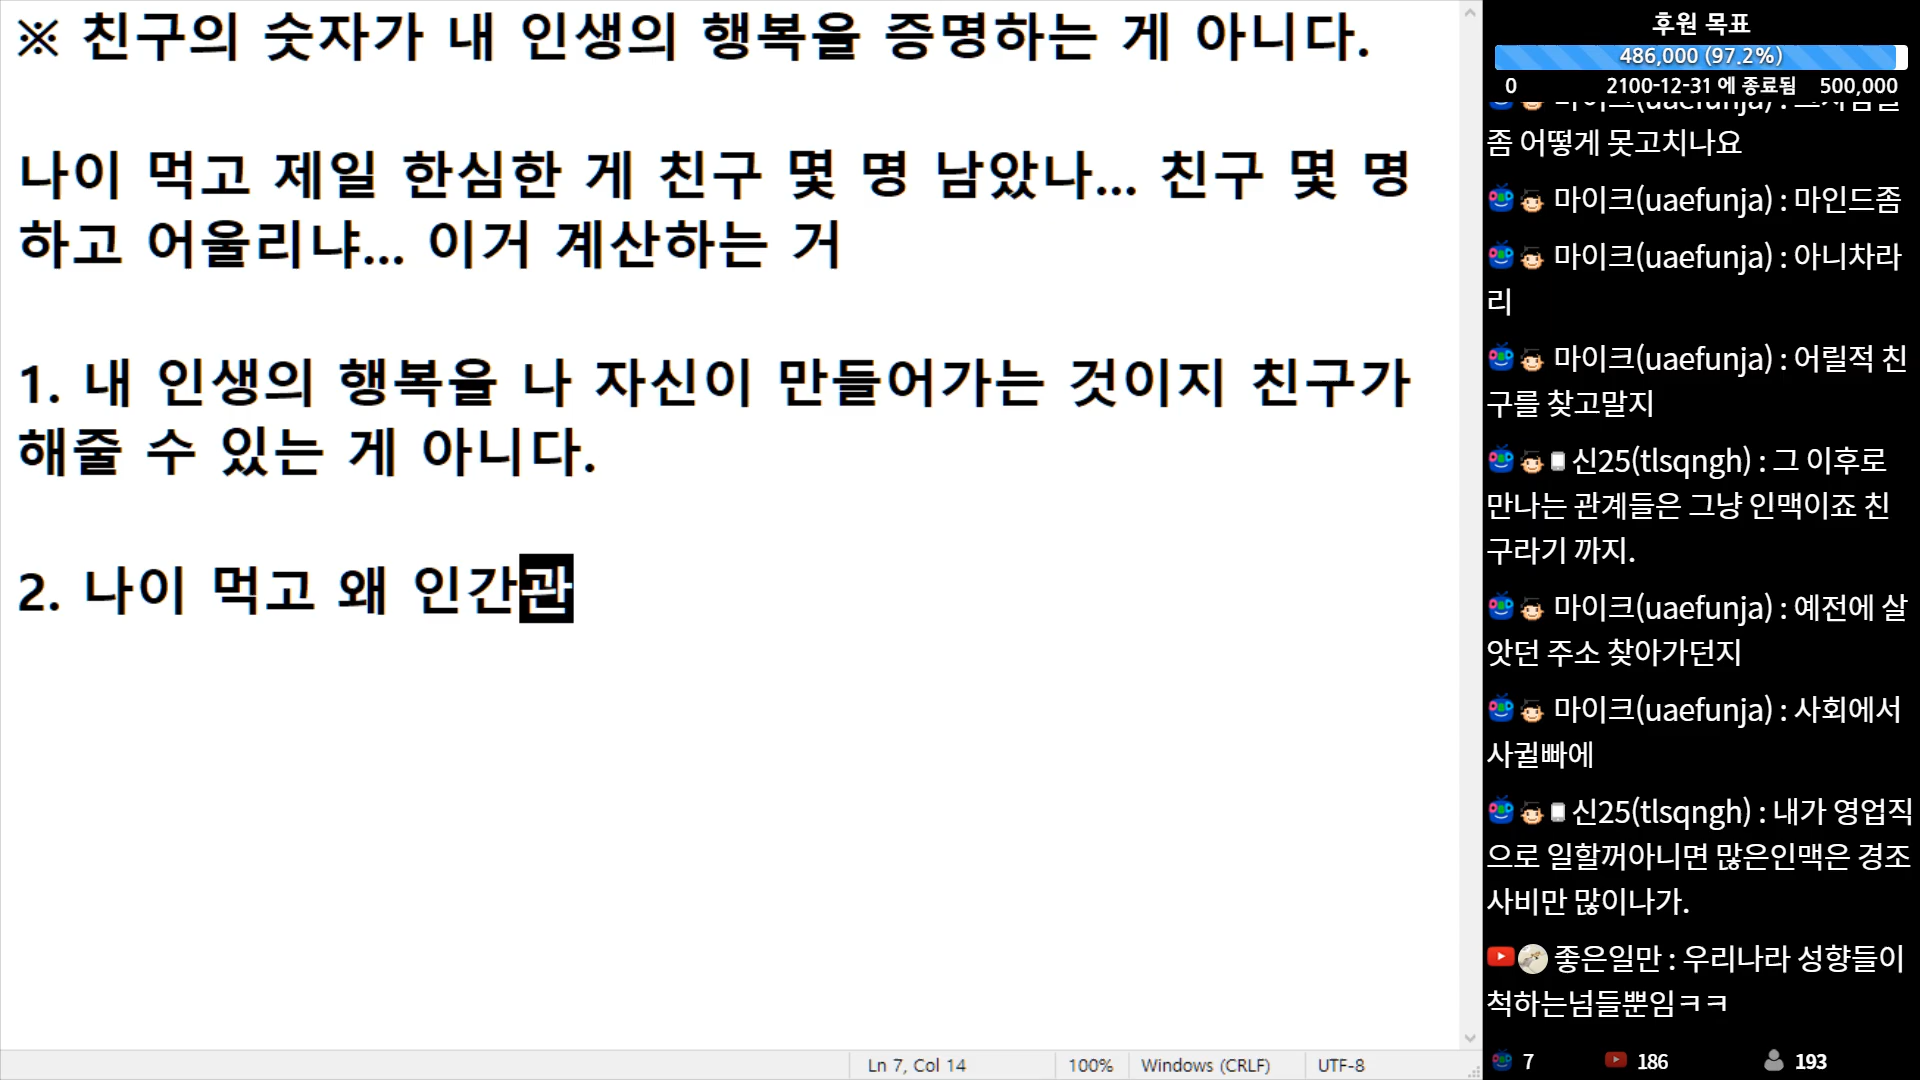 ※ 친구의 숫자가 내 인생의 행복을 증명하는 게 아니다.
나이 먹고 제일 한심한 게 친구 몇 명 남았나... 친구 몇 명
하고 어울리냐... 이거 계산하는 거
1. 내 인생의 행복을 나 자신이 만들어가는 것이지 친구가
해줄 수 있는 게 아니다.
2. 나이 먹고 왜 인간관
Ln 7, Col 14
100%
Windows (CRLF)
UTF-8
후원 목표
486,000 (97.2%)
0 2100-12-31 에 종료됨 500,000
마이크(uaefunja) :
좀 어떻게 못고치나요
마이크(uaefunja) : 마인드좀
마이크(uaefunja) : 아니차라
리
마이크(uaefunja) : 어릴적 친
구를 찾고말지
신25(tlsqngh) : 그 이후로
만나는 관계들은 그냥 인맥이죠 친
구라기 까지.
마이크(uaefunja) : 예전에 살
앗던 주소 찾아가던지
마이크(uaefunja) : 사회에서
사귈빠에
신25(tlsqngh) : 내가 영업직
으로 일할꺼아니면 많은인맥은 경조
사비만 많이나가.
좋은일만 : 우리나라 성향들이
척하는넘들뿐임ㅋㅋ
7 186 193